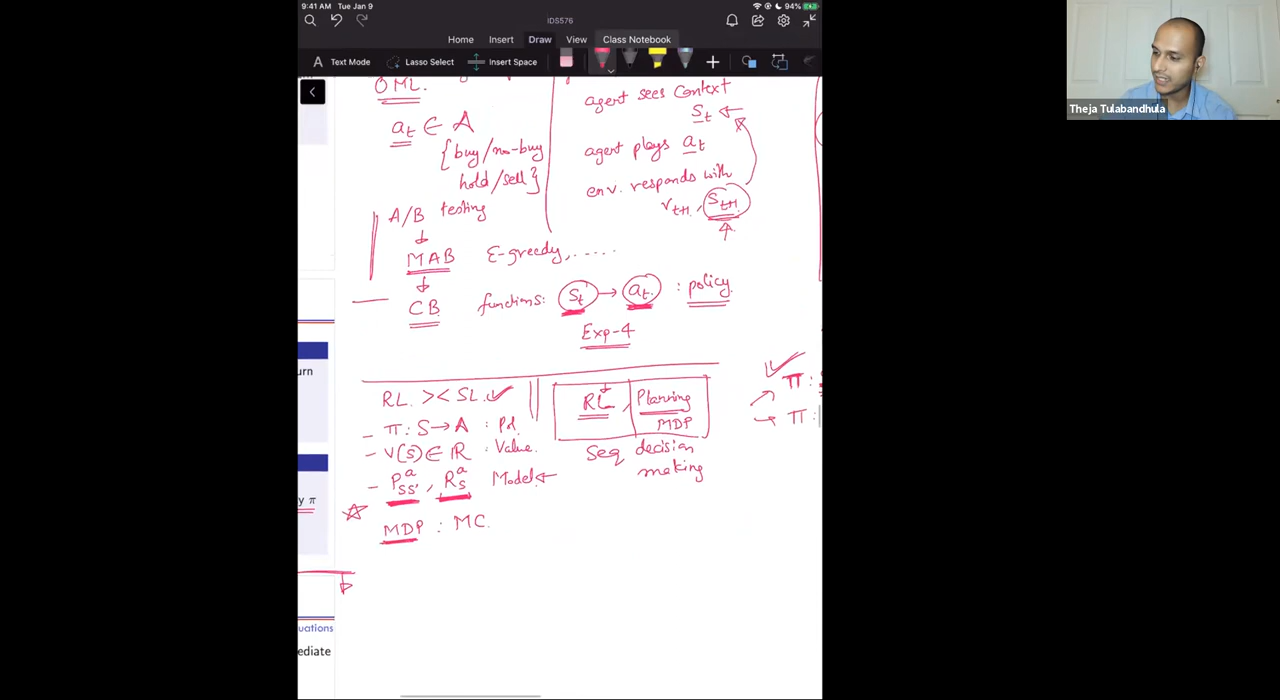 9:41 AM Tue Jan 9
94%
IDS576
Home Insert Draw View Class Notebook
Text Mode Lasso Select Insert Space
OML.
at ∈ A
{buy/no-buy
hold/sell}
A/B testing
↓
MAB ε-greedy, .....
↓
CB. functions: St → at. : policy.
Exp-4
agent sees context
St ←
agent plays at
env. responds with
rt+1, St+1.
RL. >< SL. ✓
- π: S→A : Pol.
- V(s) ∈ R : Value.
- P^a_ss', R^a_s Model ←
MDP : MC.
RL, Planning
MDP
Seq decision
making
π :
→ π :
urn
y π
uations
ediate
Theja Tulabandhula